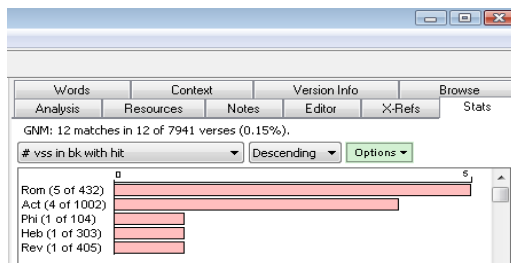 Words Context Version Info Browse
Analysis Resources Notes Editor X-Refs Stats
GNM: 12 matches in 12 of 7941 verses (0.15%).
# vss in bk with hit Descending Options
0 5
Rom (5 of 432)
Act (4 of 1002)
Phi (1 of 104)
Heb (1 of 303)
Rev (1 of 405)